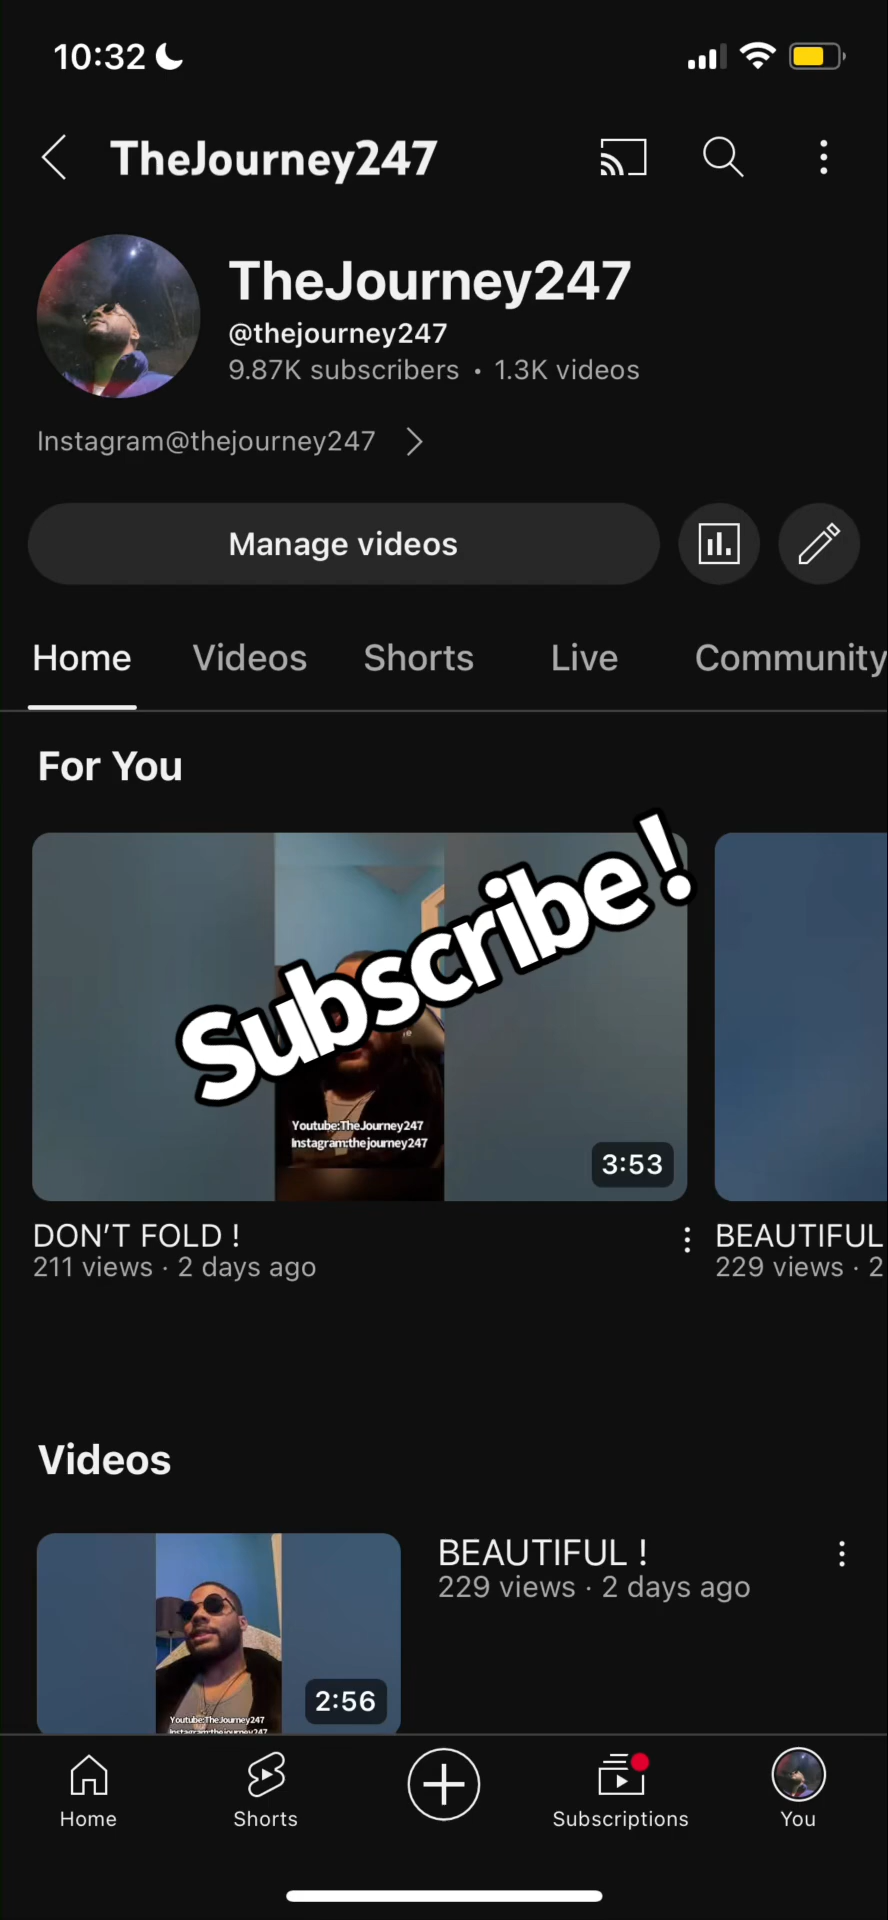 10:32
TheJourney247
TheJourney247
@thejourney247
9.87K subscribers • 1.3K videos
Instagram@thejourney247
Manage videos
Home Videos Shorts Live Community
For You
Subscribe!
Youtube:TheJourney247
Instagram:thejourney247
3:53
DON'T FOLD !
211 views · 2 days ago
BEAUTIFUL
229 views · 2
Videos
BEAUTIFUL !
229 views · 2 days ago
2:56
Youtube:TheJourney247
Instagram:thejourney247
Home Shorts Subscriptions You